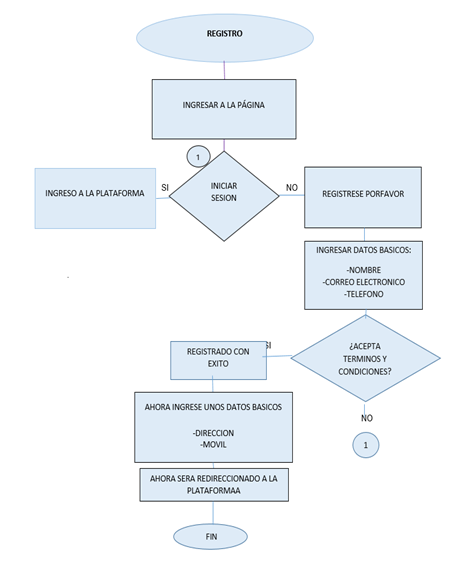 REGISTRO
INGRESAR A LA PÁGINA
1
INICIAR
SESION
SI
INGRESO A LA PLATAFORMA
NO
REGISTRESE PORFAVOR
INGRESAR DATOS BASICOS:
-NOMBRE
-CORREO ELECTRONICO
-TELEFONO
¿ACEPTA
TERMINOS Y
CONDICIONES?
SI
REGISTRADO CON
EXITO
NO
1
AHORA INGRESE UNOS DATOS BASICOS
-DIRECCION
-MOVIL
AHORA SERA REDIRECCIONADO A LA
PLATAFORMAA
FIN